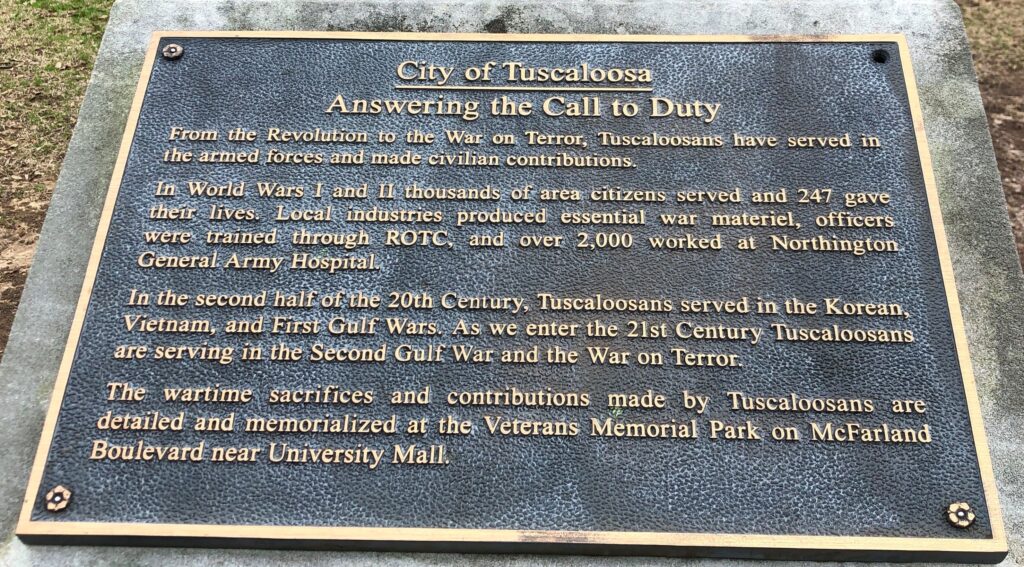 City of Tuscaloosa
Answering the Call to Duty
From the Revolution to the War on Terror, Tuscaloosans have served in
the armed forces and made civilian contributions.
In World Wars I and II thousands of area citizens served and 247 gave
their lives. Local industries produced essential war materiel, officers
were trained through ROTC, and over 2,000 worked at Northington
General Army Hospital.
In the second half of the 20th Century, Tuscaloosans served in the Korean,
Vietnam, and First Gulf Wars. As we enter the 21st Century Tuscaloosans
are serving in the Second Gulf War and the War on Terror.
The wartime sacrifices and contributions made by Tuscaloosans are
detailed and memorialized at the Veterans Memorial Park on McFarland
Boulevard near University Mall.